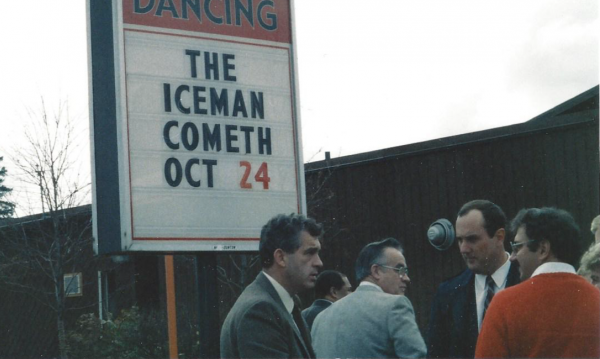 DANCING
THE
ICEMAN
COMETH
OCT 24